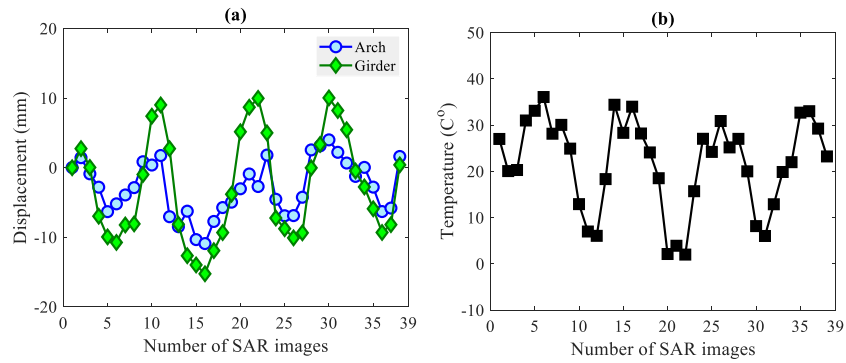 (a)
20
10
0
-10
-20
Displacement (mm)
Arch
Girder
0 5 10 15 20 25 30 35 39
Number of SAR images
(b)
50
40
30
20
10
0
-10
Temperature (C°)
0 5 10 15 20 25 30 35 39
Number of SAR images